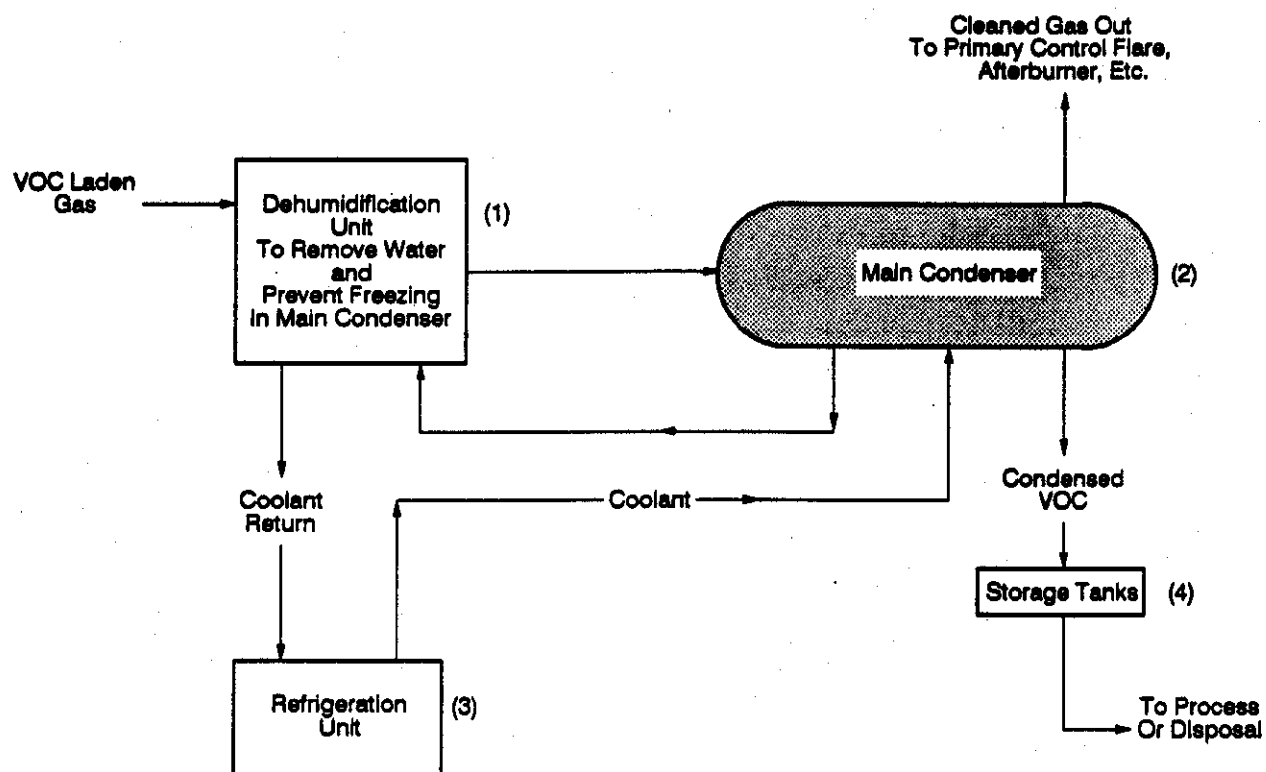 Cleaned Gas Out
To Primary Control Flare,
Afterburner, Etc.
VOC Laden
Gas
Dehumidification
Unit
To Remove Water
and
Prevent Freezing
in Main Condenser
(1)
Main Condenser
(2)
Coolant
Return
Coolant
Condensed
VOC
Storage Tanks
(4)
Refrigeration
Unit
(3)
To Process
Or Disposal